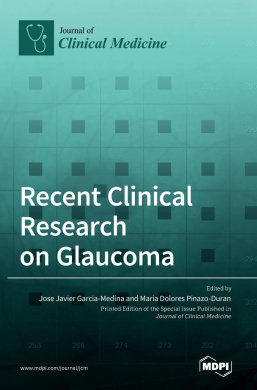 Journal of
Clinical Medicine
Recent Clinical
Research
on Glaucoma
Edited by
Jose Javier Garcia-Medina and Maria Dolores Pinazo-Duran
Printed Edition of the Special Issue Published in
Journal of Clinical Medicine
www.mdpi.com/journal/jcm
MDPI